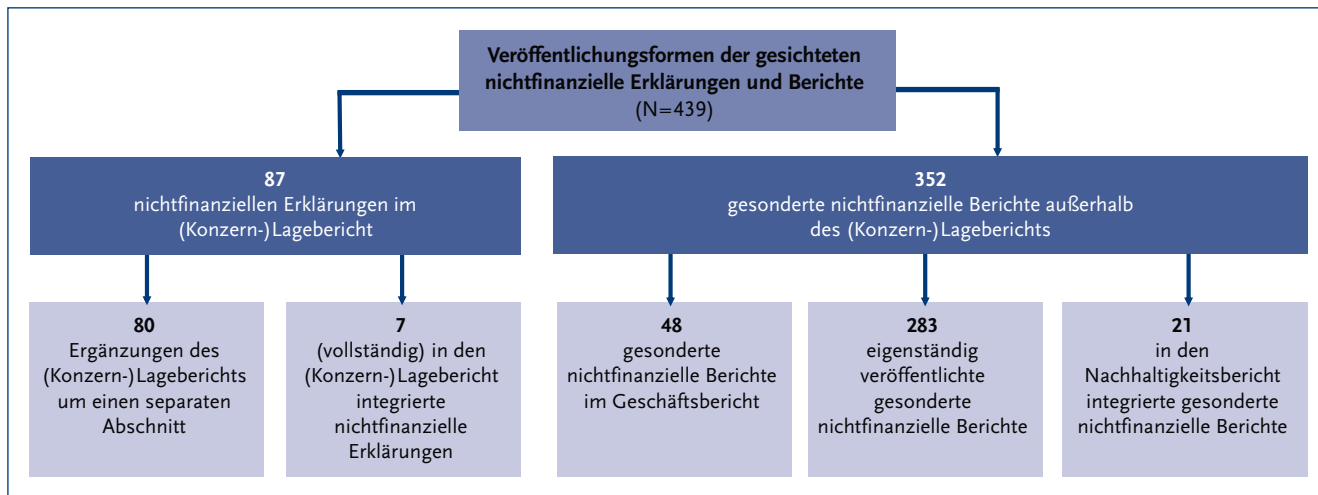 Veröffentlichungsformen der gesichteten
nichtfinanzielle Erklärungen und Berichte
(N=439)
87
nichtfinanziellen Erklärungen im
(Konzern-)Lagebericht
352
gesonderte nichtfinanzielle Berichte außerhalb
des (Konzern-)Lageberichts
80
Ergänzungen des
(Konzern-)Lageberichts
um einen separaten
Abschnitt
7
(vollständig) in den
(Konzern-)Lagebericht
integrierte
nichtfinanzielle
Erklärungen
48
gesonderte
nichtfinanzielle Berichte
im Geschäftsbericht
283
eigenständig
veröffentlichte
gesonderte
nichtfinanzielle Berichte
21
in den
Nachhaltigkeitsbericht
integrierte gesonderte
nichtfinanzielle Berichte